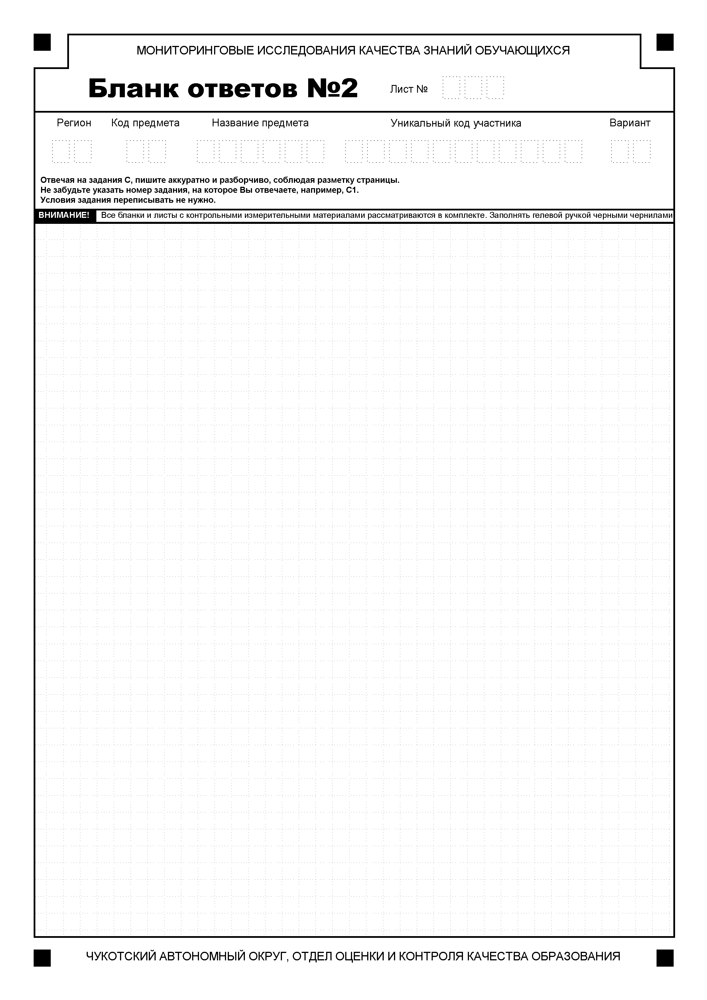 МОНИТОРИНГОВЫЕ ИССЛЕДОВАНИЯ КАЧЕСТВА ЗНАНИЙ ОБУЧАЮЩИХСЯ
Бланк ответов №2 Лист №
Регион Код предмета Название предмета Уникальный код участника Вариант
Отвечая на задания С, пишите аккуратно и разборчиво, соблюдая разметку страницы.
Не забудьте указать номер задания, на которое Вы отвечаете, например, С1.
Условия задания переписывать не нужно.
ВНИМАНИЕ! Все бланки и листы с контрольными измерительными материалами рассматриваются в комплекте. Заполнять гелевой ручкой черными чернилами
ЧУКОТСКИЙ АВТОНОМНЫЙ ОКРУГ, ОТДЕЛ ОЦЕНКИ И КОНТРОЛЯ КАЧЕСТВА ОБРАЗОВАНИЯ